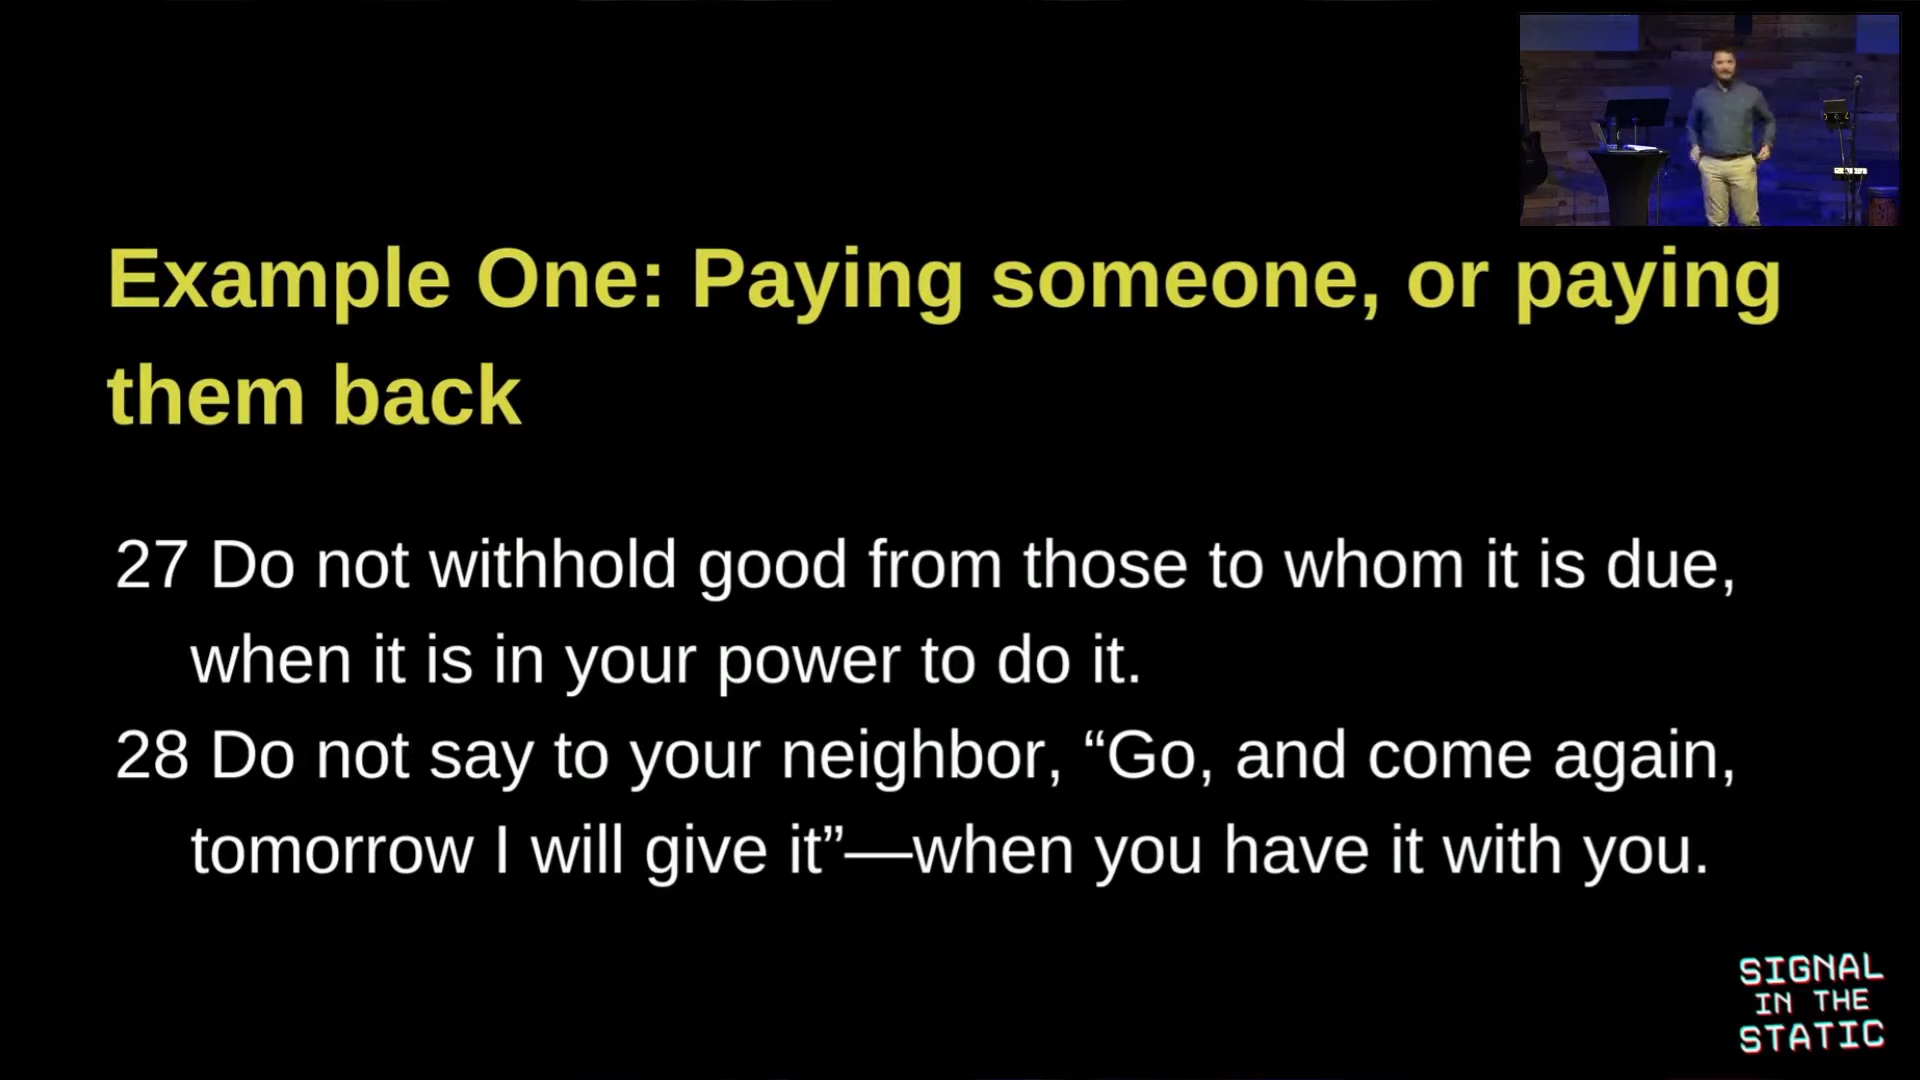 Example One: Paying someone, or paying
them back
27 Do not withhold good from those to whom it is due,
when it is in your power to do it.
28 Do not say to your neighbor, “Go, and come again,
tomorrow I will give it”—when you have it with you.
SIGNAL
IN THE
STATIC